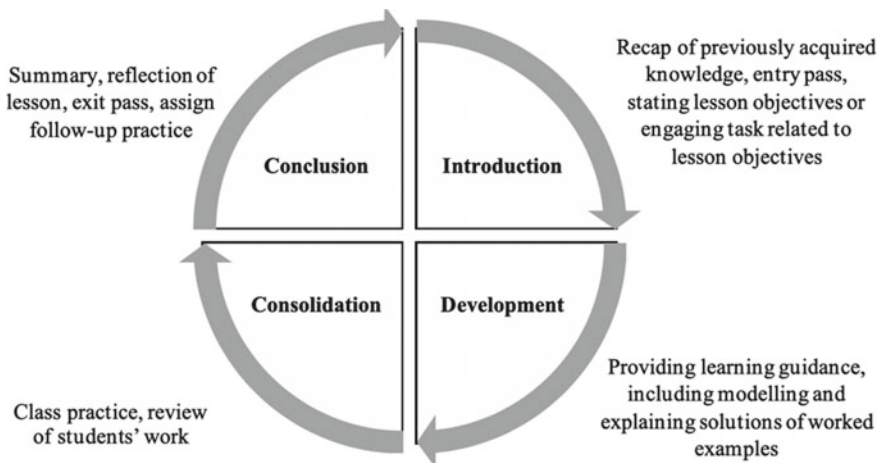 Summary, reflection of
lesson, exit pass, assign
follow-up practice
Conclusion
Introduction
Recap of previously acquired
knowledge, entry pass,
stating lesson objectives or
engaging task related to
lesson objectives
Consolidation
Development
Class practice, review
of students' work
Providing learning guidance,
including modelling and
explaining solutions of worked
examples